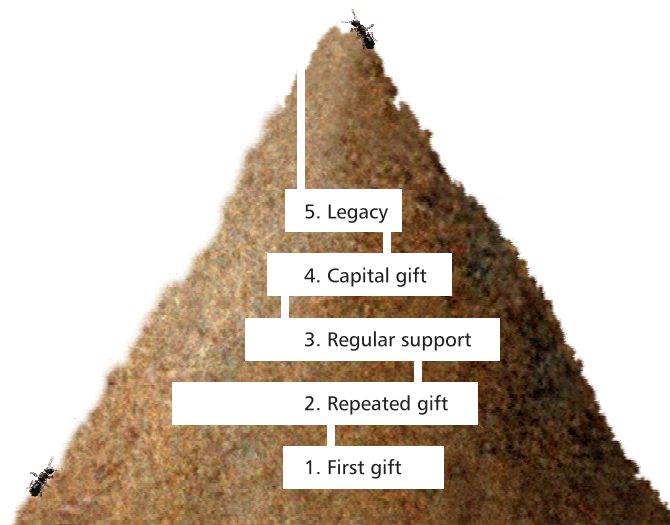 5. Legacy
4. Capital gift
3. Regular support
2. Repeated gift
1. First gift